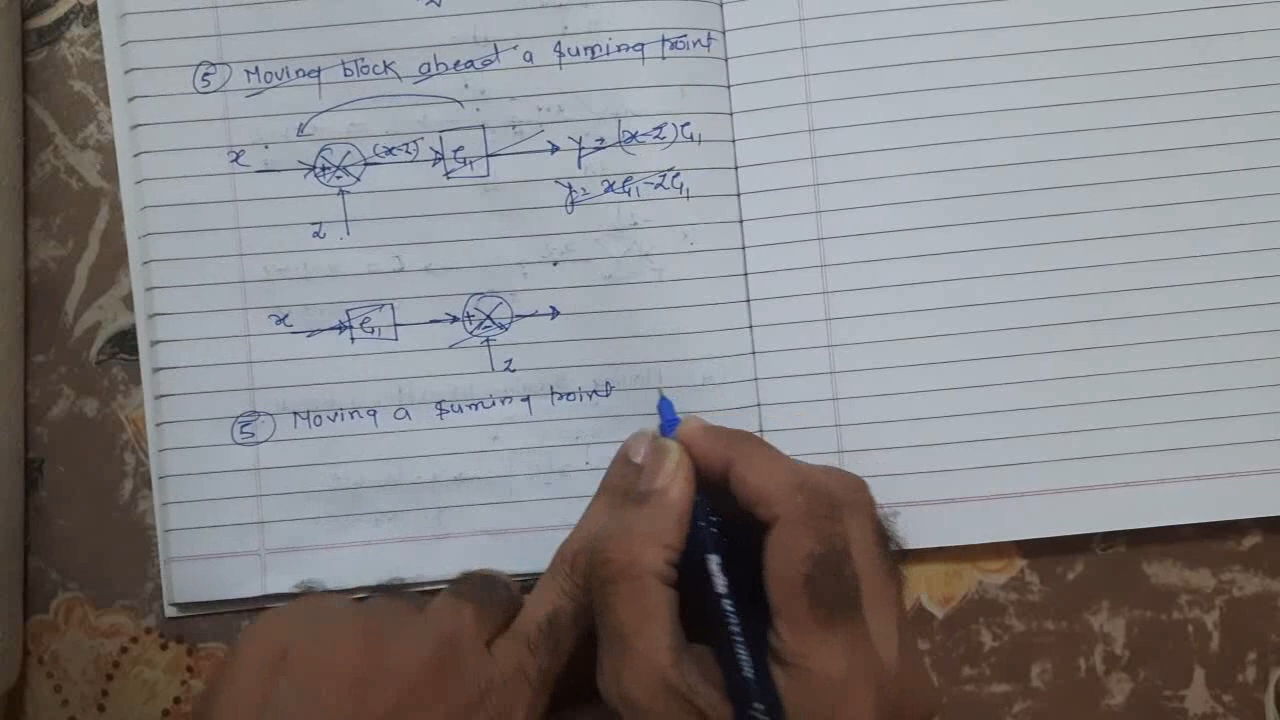 ⑤ Moving block ahead a suming point
x + - (x-z) G₁ y = (x-z)G₁
y = xG₁-zG₁
z
x G₁ + -
z
⑤ Moving a suming point